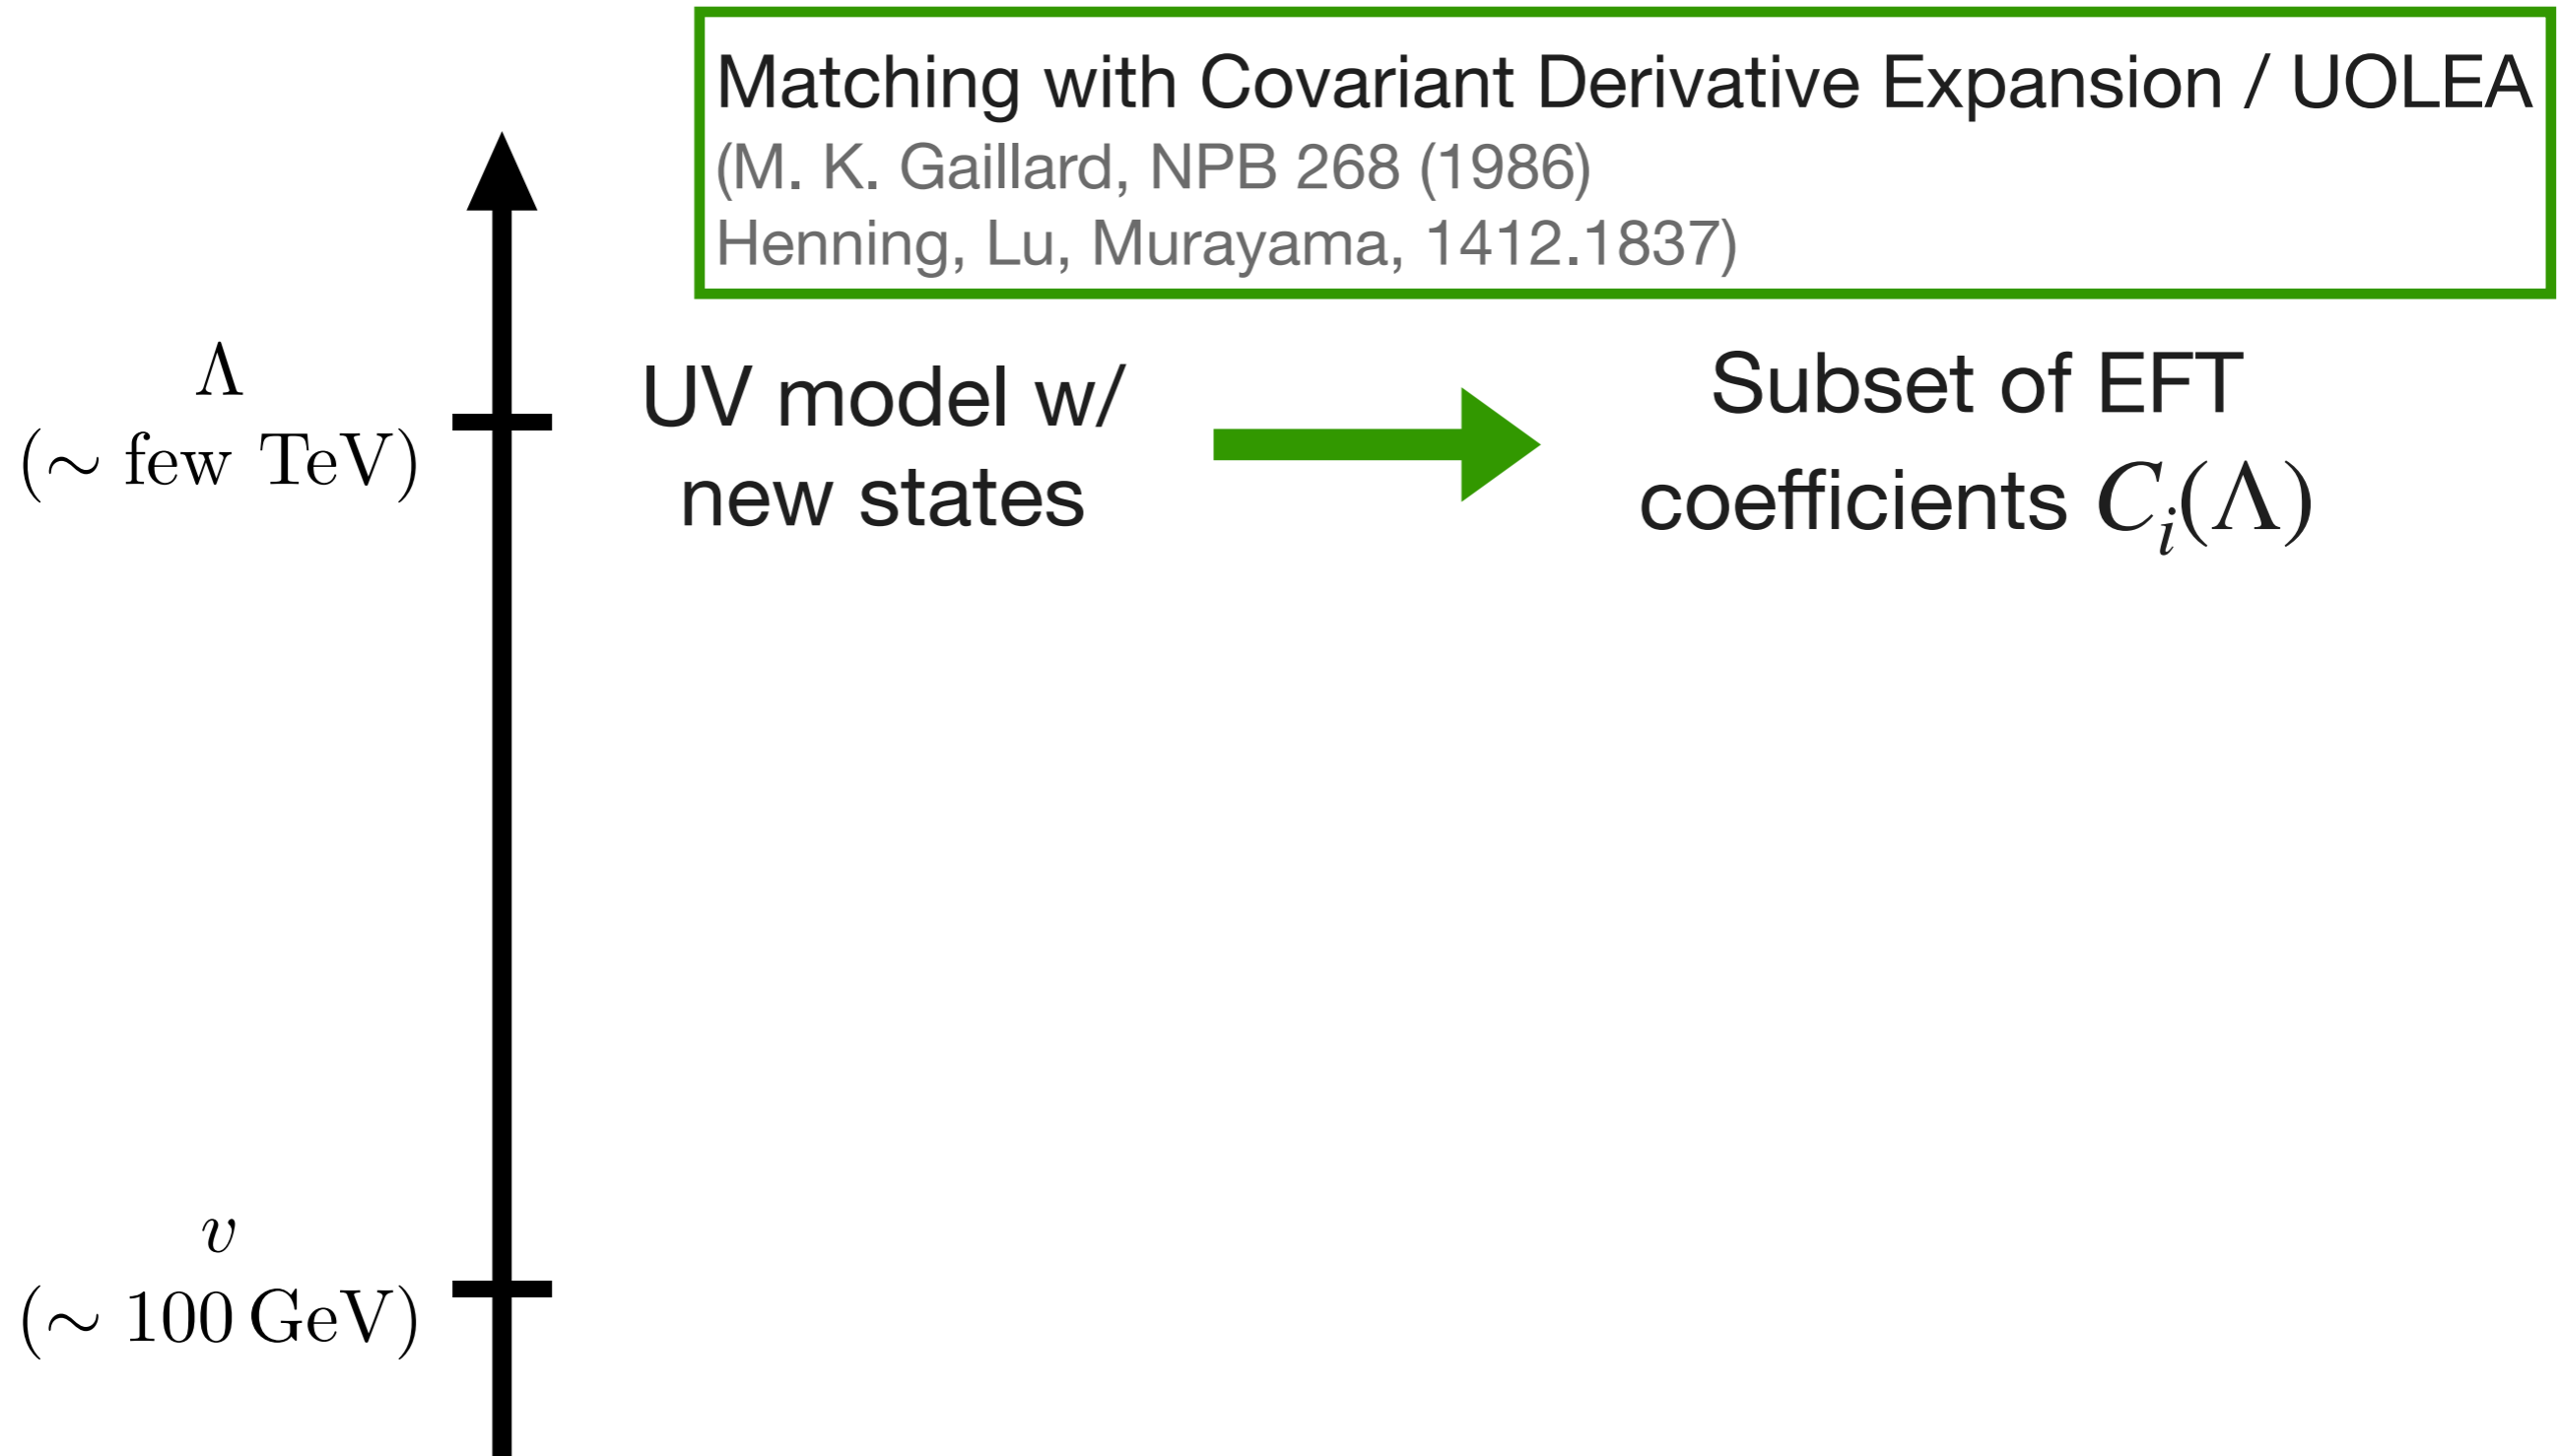 Matching with Covariant Derivative Expansion / UOLEA
(M. K. Gaillard, NPB 268 (1986)
Henning, Lu, Murayama, 1412.1837)
Λ
(∼ few TeV)
UV model w/
new states
Subset of EFT
coefficients C_i(Λ)
v
(∼ 100 GeV)